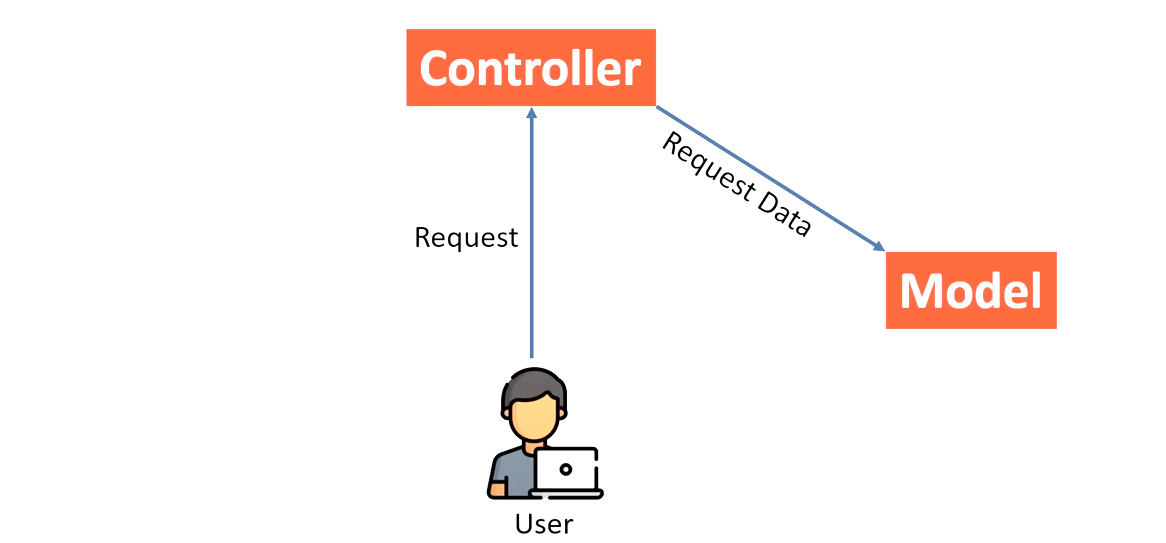 Controller
Request Data
Request
Model
User